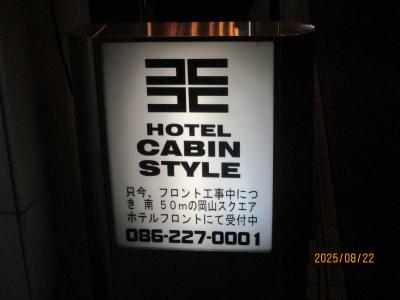 HOTEL
CABIN
STYLE
只今、フロント工事中につ
き 南 50mの岡山スクエア
ホテルフロントにて受付中
086-227-0001
2025/08/22